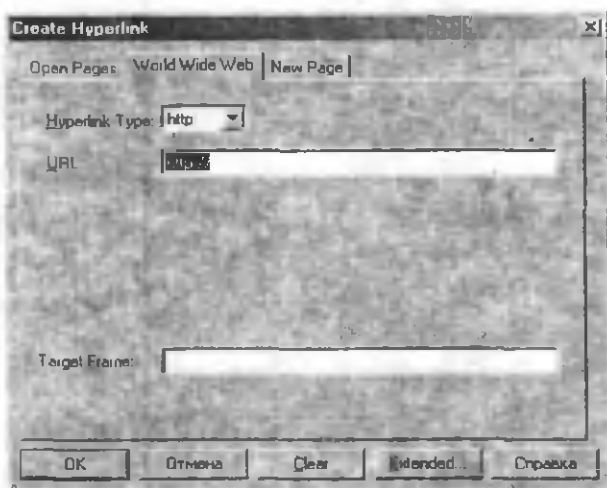 Create Hyperlink
Open Pages World Wide Web New Page
Hyperlink Type: http
URL http://
Target Frame:
OK Отмена Clear Extended... Справка